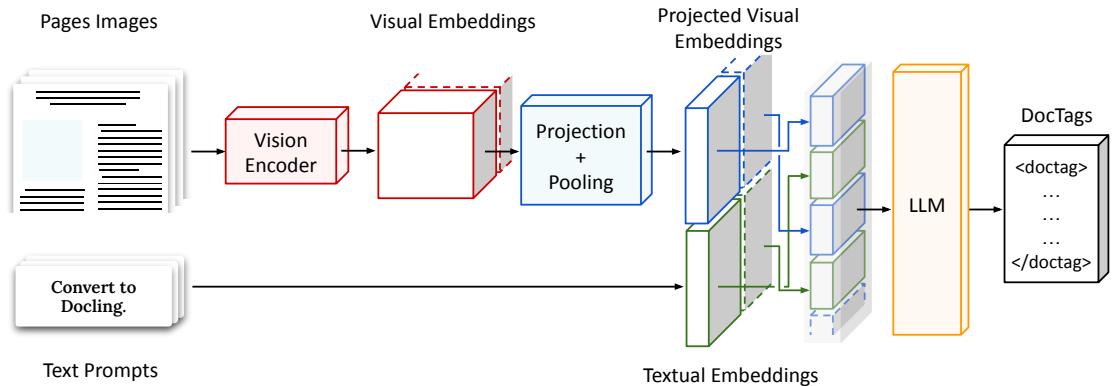 Pages Images
Visual Embeddings
Projected Visual
Embeddings
Vision
Encoder
Projection
+
Pooling
LLM
DocTags
<doctag>
...
...
...
</doctag>
Convert to
Docling.
Text Prompts
Textual Embeddings